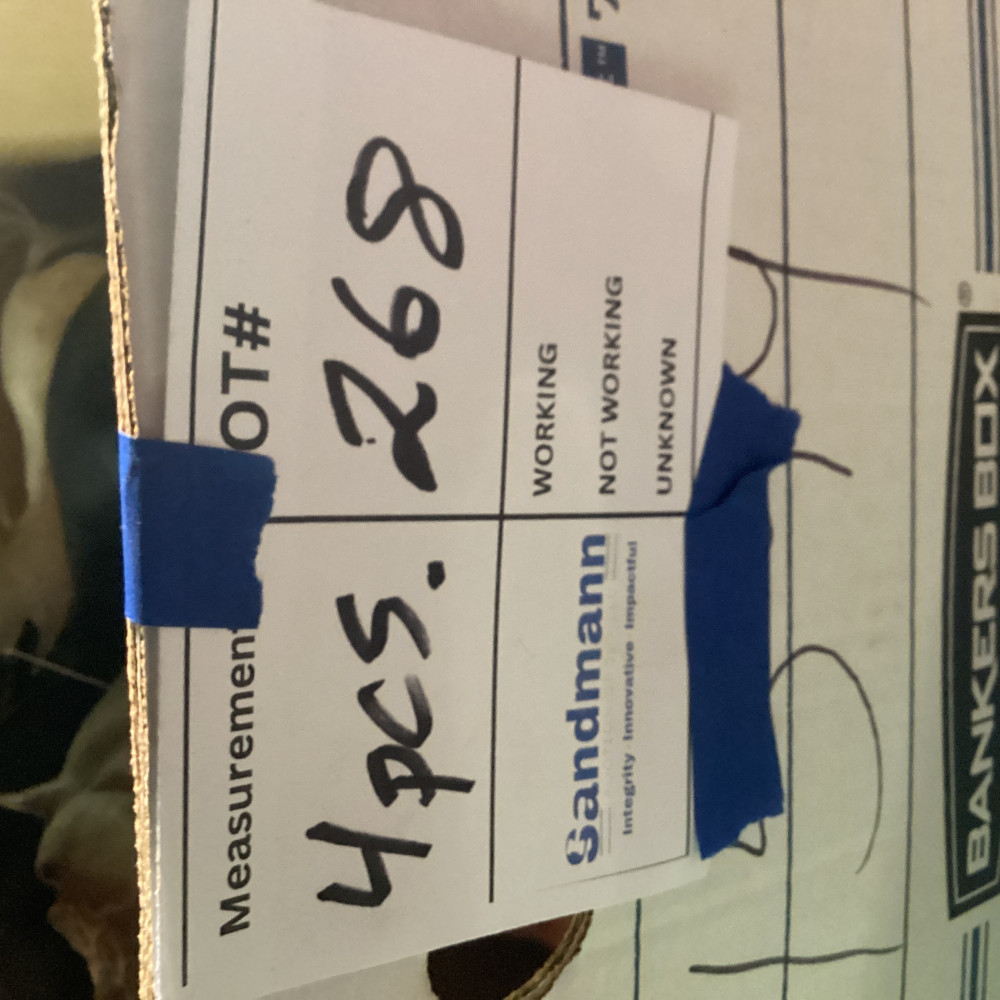 Measuremen OT#
4 pcs. 268
Sandmann
Integrity Innovative Impactful
WORKING
NOT WORKING
UNKNOWN
BANKERS BOX®